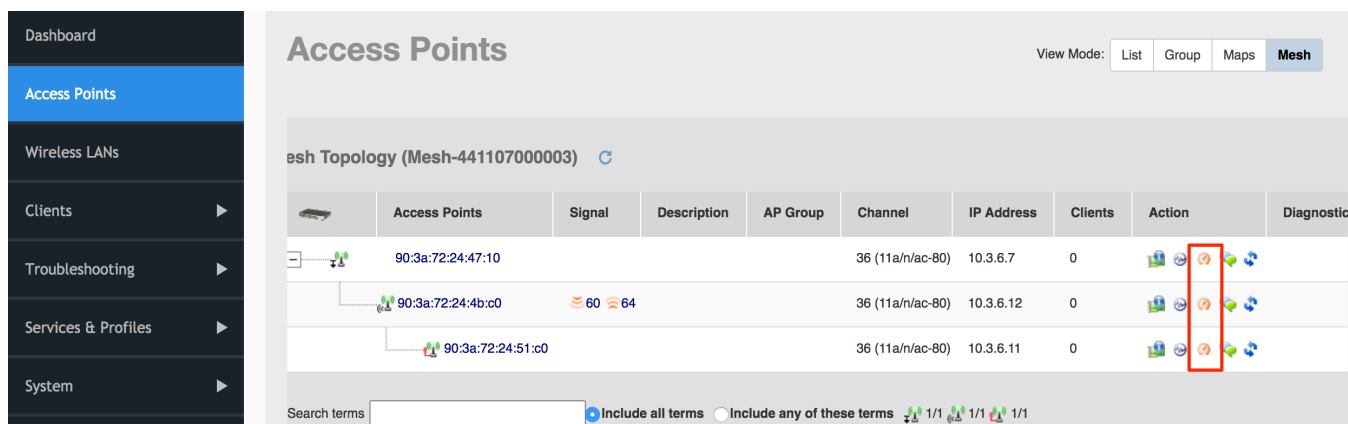 Dashboard
Access Points
Wireless LANs
Clients
Troubleshooting
Services & Profiles
System
Access Points
View Mode: List Group Maps Mesh
esh Topology (Mesh-441107000003)
Access Points Signal Description AP Group Channel IP Address Clients Action Diagnostic
90:3a:72:24:47:10 36 (11a/n/ac-80) 10.3.6.7 0
90:3a:72:24:4b:c0 60 64 36 (11a/n/ac-80) 10.3.6.12 0
90:3a:72:24:51:c0 36 (11a/n/ac-80) 10.3.6.11 0
Search terms Include all terms Include any of these terms 1/1 1/1 1/1